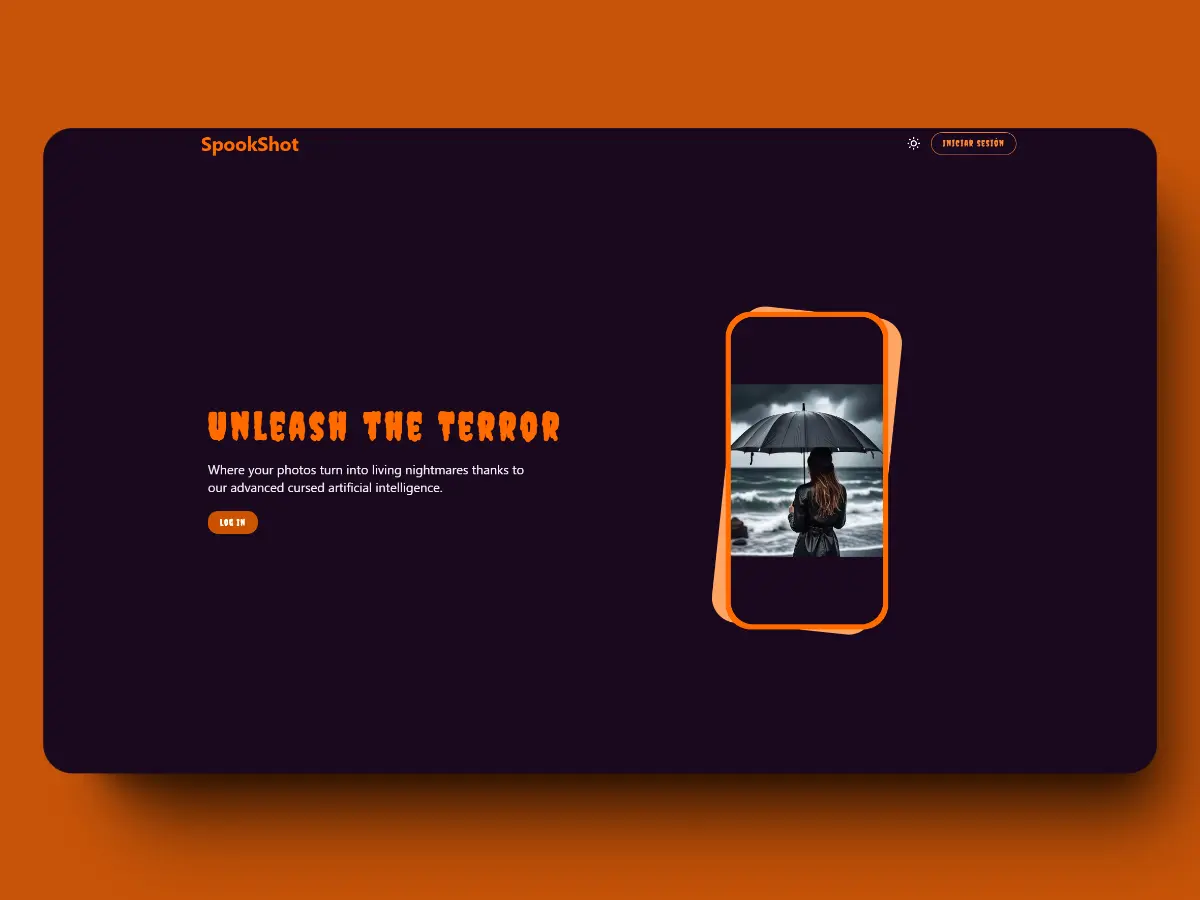 SpookShot
INICIAR SESIÓN
UNLEASH THE TERROR
Where your photos turn into living nightmares thanks to
our advanced cursed artificial intelligence.
LOG IN